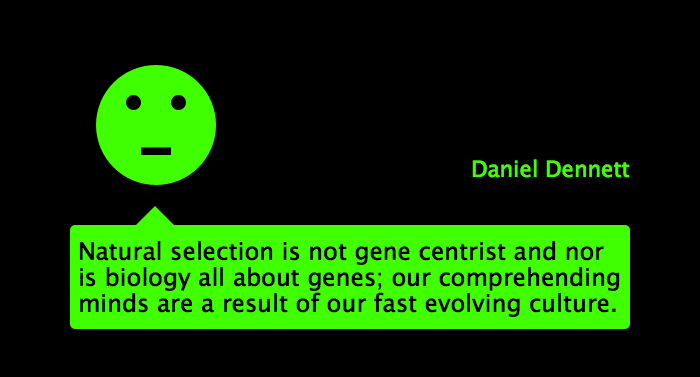 Daniel Dennett
Natural selection is not gene centrist and nor
is biology all about genes; our comprehending
minds are a result of our fast evolving culture.